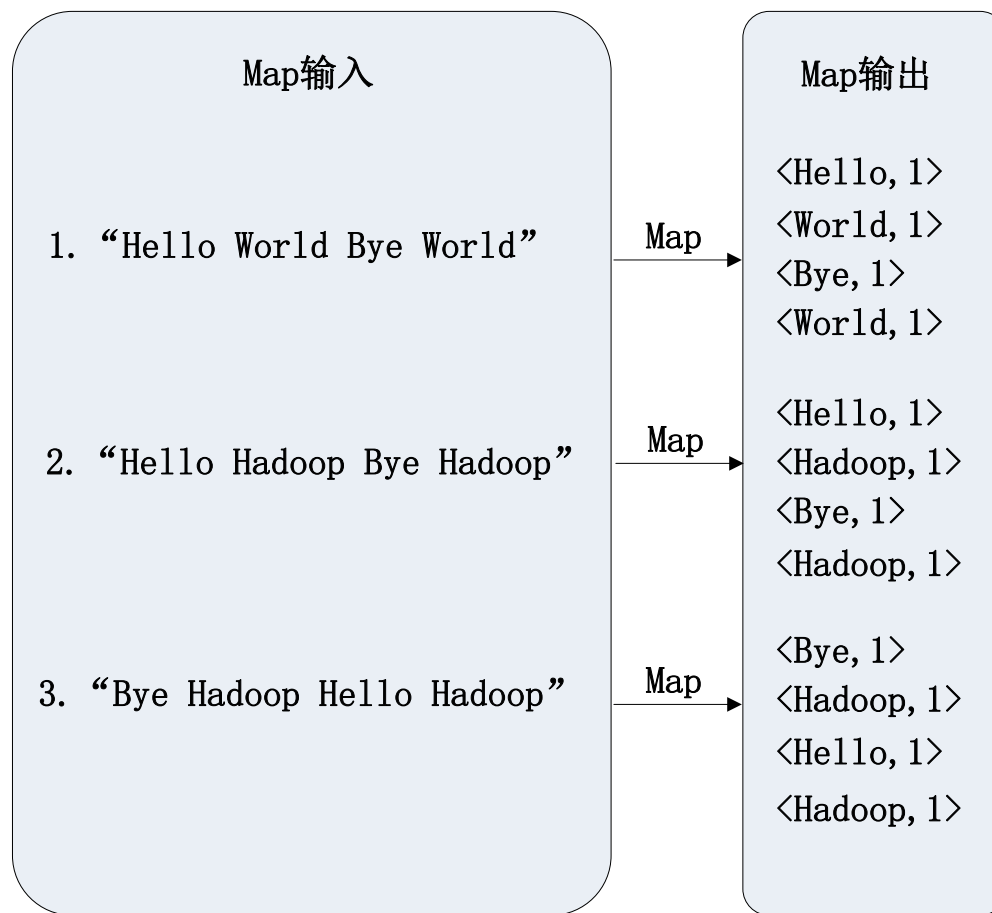 Map输入
Map输出
1. “Hello World Bye World”
Map
<Hello,1>
<World,1>
<Bye,1>
<World,1>
2. “Hello Hadoop Bye Hadoop”
Map
<Hello,1>
<Hadoop,1>
<Bye,1>
<Hadoop,1>
3. “Bye Hadoop Hello Hadoop”
Map
<Bye,1>
<Hadoop,1>
<Hello,1>
<Hadoop,1>